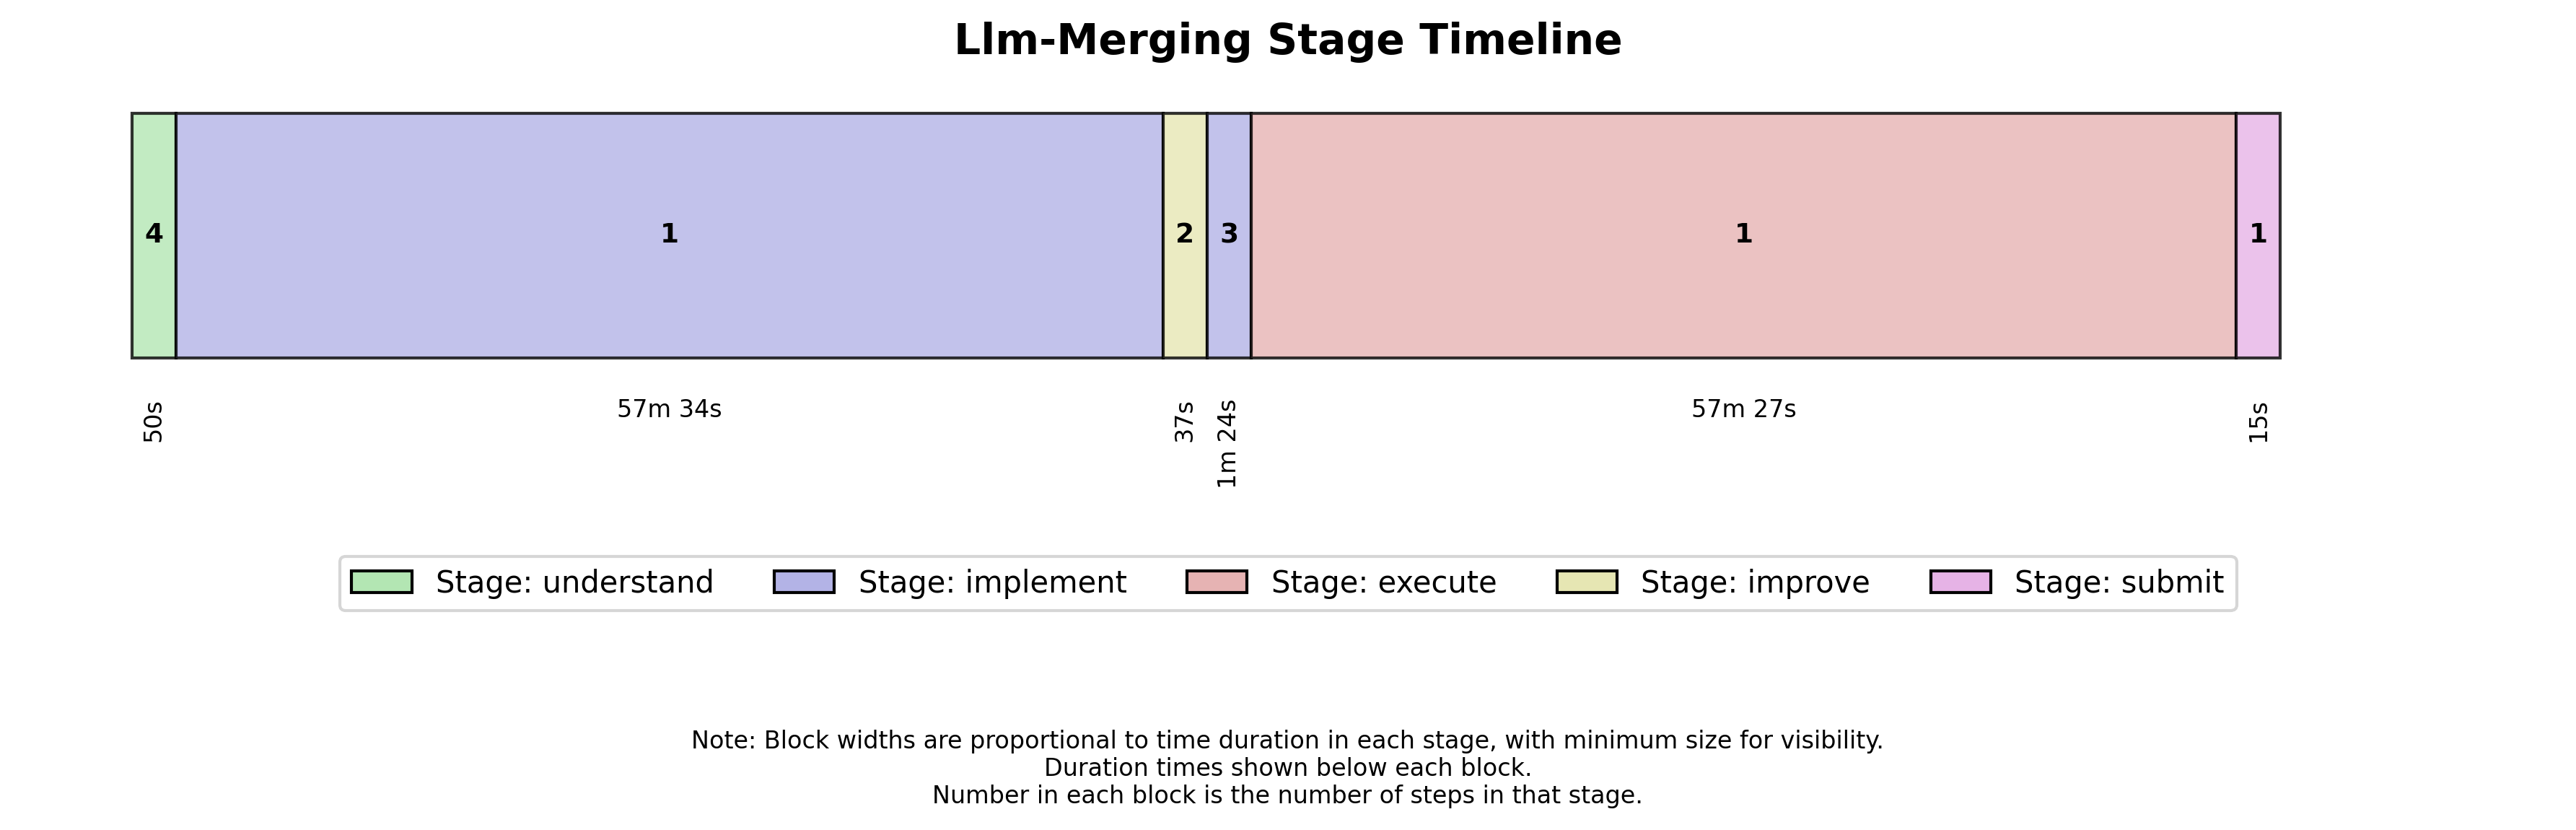 Llm-Merging Stage Timeline
4
1
2
3
1
1
50s
57m 34s
37s
1m 24s
57m 27s
15s
Stage: understand
Stage: implement
Stage: execute
Stage: improve
Stage: submit
Note: Block widths are proportional to time duration in each stage, with minimum size for visibility.
Duration times shown below each block.
Number in each block is the number of steps in that stage.